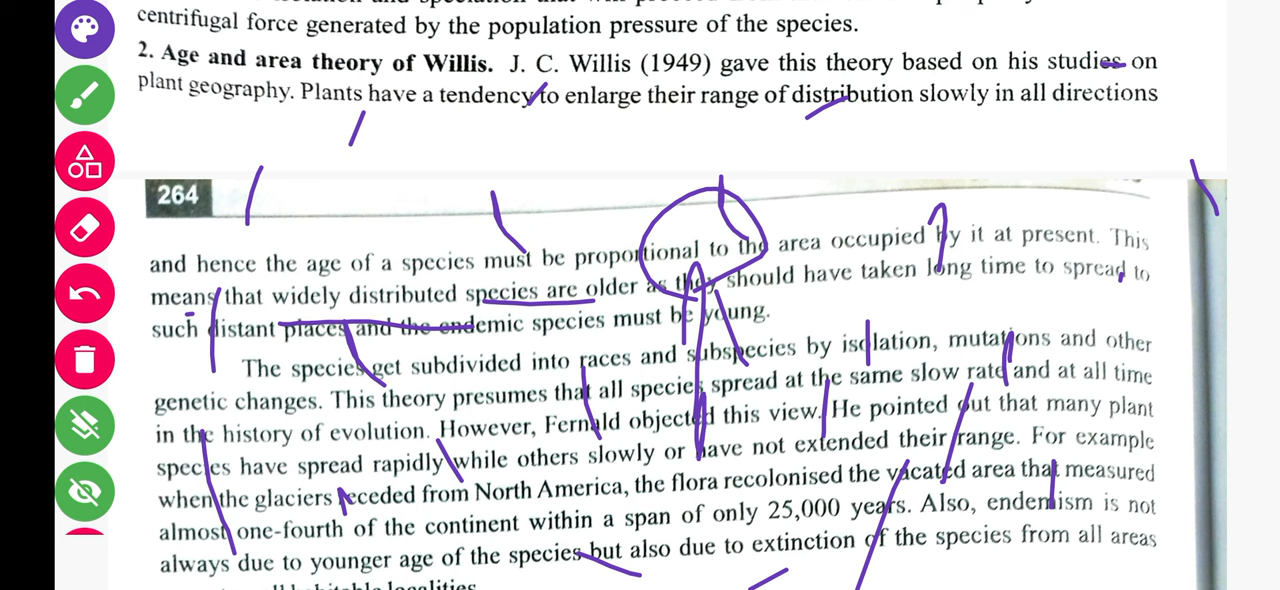 centrifugal force generated by the population pressure of the species.
2. Age and area theory of Willis. J. C. Willis (1949) gave this theory based on his studies on
plant geography. Plants have a tendency to enlarge their range of distribution slowly in all directions
264
and hence the age of a species must be proportional to the area occupied by it at present. This
means that widely distributed species are older as they should have taken long time to spread to
such distant places and the endemic species must be young.
The species get subdivided into races and subspecies by isolation, mutations and other
genetic changes. This theory presumes that all species spread at the same slow rate and at all time
in the history of evolution. However, Fernald objected this view. He pointed out that many plant
species have spread rapidly while others slowly or have not extended their range. For example
when the glaciers receded from North America, the flora recolonised the vacated area that measured
almost one-fourth of the continent within a span of only 25,000 years. Also, endemism is not
always due to younger age of the species but also due to extinction of the species from all areas